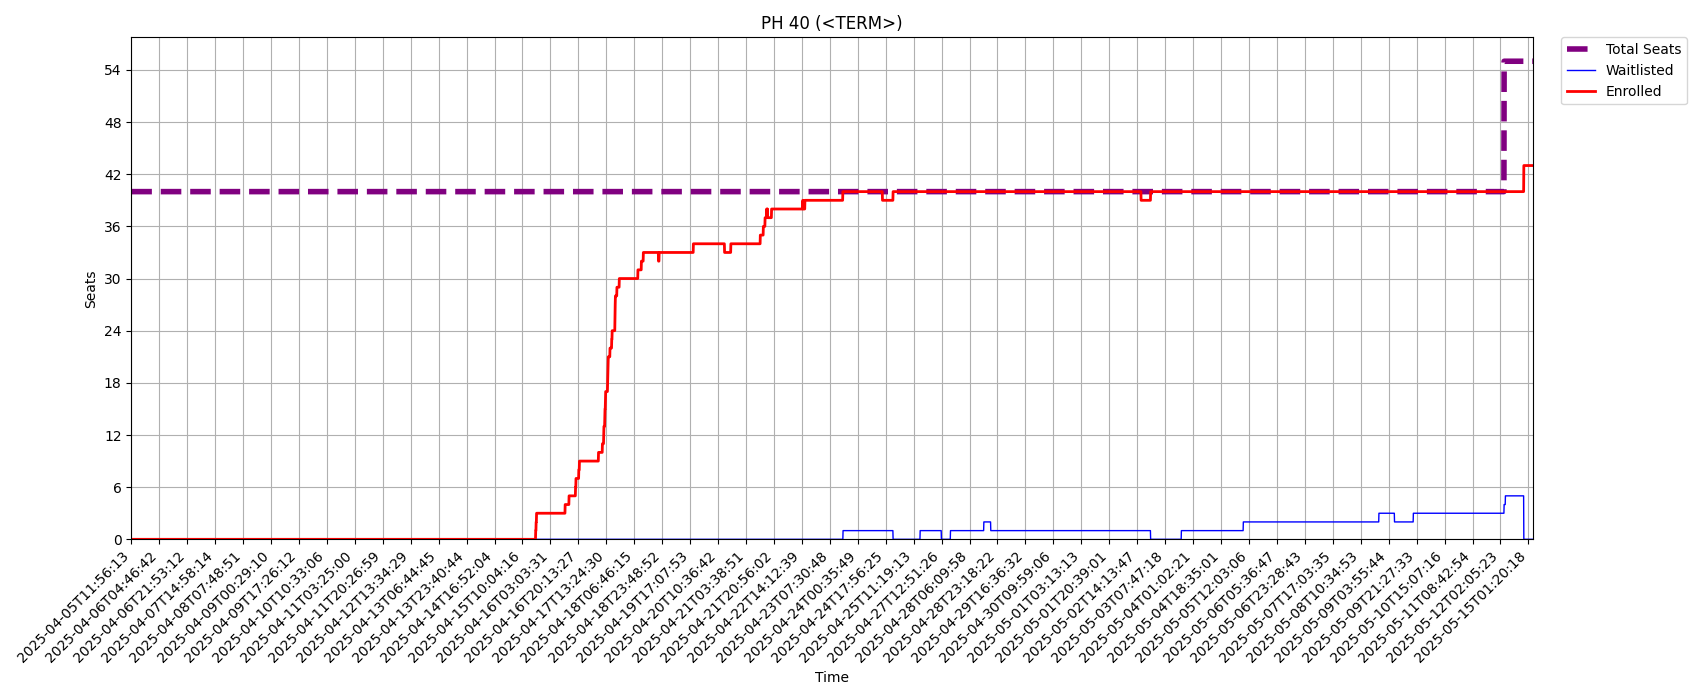 PH 40 (<TERM>)
Total Seats
Waitlisted
Enrolled
Seats
54
48
42
36
30
24
18
12
6
0
2025-04-05T11:56:13
2025-04-06T04:46:42
2025-04-06T21:53:12
2025-04-07T14:58:14
2025-04-08T07:48:51
2025-04-09T00:29:10
2025-04-09T17:26:12
2025-04-10T10:33:06
2025-04-11T03:25:00
2025-04-11T20:26:59
2025-04-12T13:34:29
2025-04-13T06:44:45
2025-04-13T23:40:44
2025-04-14T16:52:04
2025-04-15T10:04:16
2025-04-16T03:03:31
2025-04-16T20:13:27
2025-04-17T13:24:30
2025-04-18T06:46:15
2025-04-18T23:48:52
2025-04-19T17:07:53
2025-04-20T10:36:42
2025-04-21T03:38:51
2025-04-21T20:56:02
2025-04-22T14:12:39
2025-04-23T07:30:48
2025-04-24T00:35:49
2025-04-24T17:56:25
2025-04-25T11:19:13
2025-04-27T12:51:26
2025-04-28T06:09:58
2025-04-28T23:18:22
2025-04-29T16:36:32
2025-04-30T09:59:06
2025-05-01T03:13:13
2025-05-01T20:39:01
2025-05-02T14:13:47
2025-05-03T07:47:18
2025-05-04T01:02:21
2025-05-04T18:35:01
2025-05-05T12:03:06
2025-05-06T05:36:47
2025-05-06T23:28:43
2025-05-07T17:03:35
2025-05-08T10:34:53
2025-05-09T03:55:44
2025-05-09T21:27:33
2025-05-10T15:07:16
2025-05-11T08:42:54
2025-05-12T02:05:23
2025-05-15T01:20:18
Time